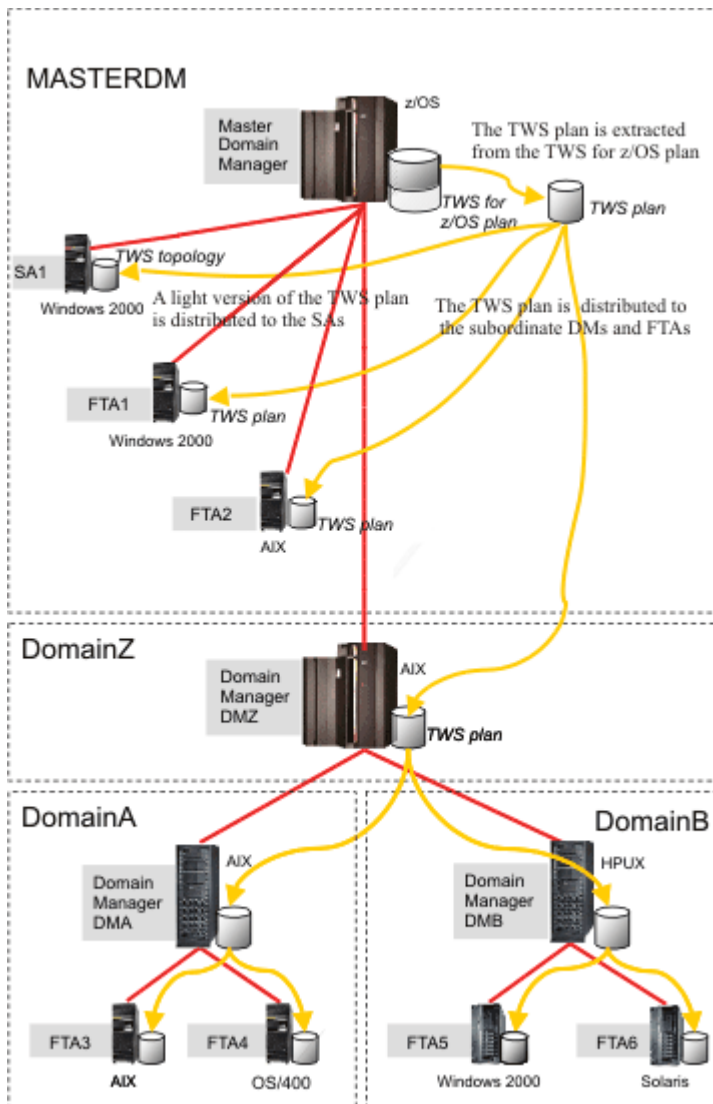 MASTERDM
z/OS
Master
Domain
Manager
The TWS plan is extracted
from the TWS for z/OS plan
TWS for
z/OS plan
TWS plan
SA1
TWS topology
Windows 2000
A light version of the TWS plan
is distributed to the SAs
The TWS plan is distributed to
the subordinate DMs and FTAs
FTA1
TWS plan
Windows 2000
FTA2
TWS plan
AIX
DomainZ
Domain
Manager
DMZ
AIX
TWS plan
DomainA
AIX
Domain
Manager
DMA
FTA3
AIX
FTA4
OS/400
DomainB
HPUX
Domain
Manager
DMB
FTA5
Windows 2000
FTA6
Solaris